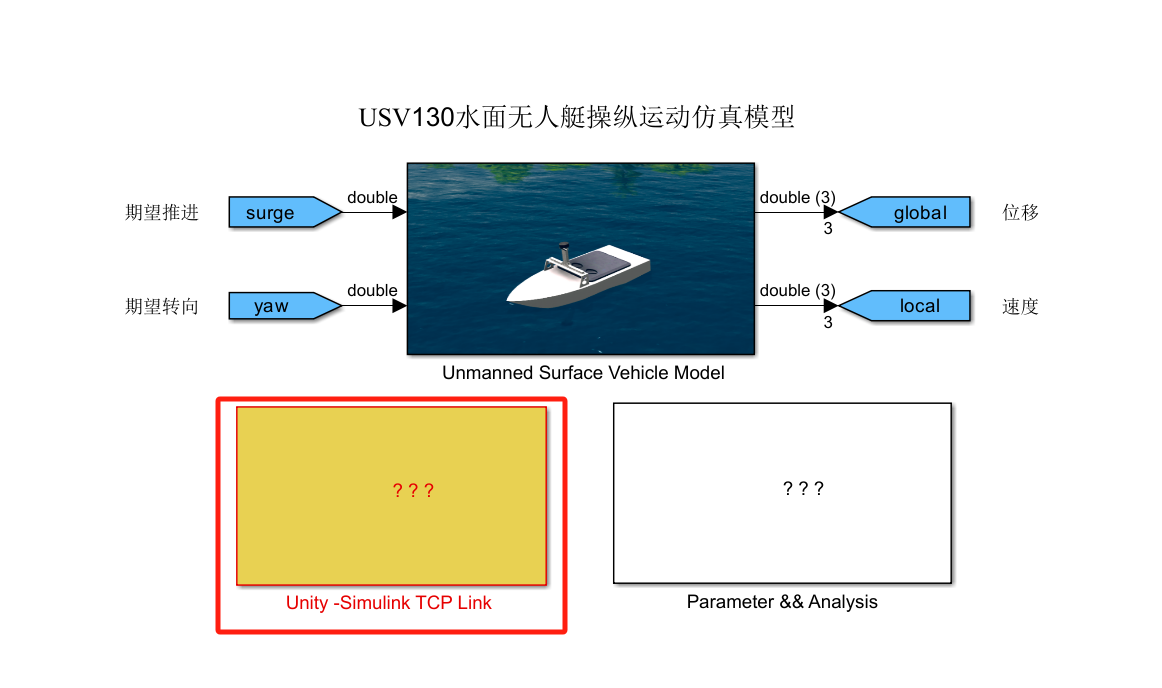 USV130水面无人艇操纵运动仿真模型
期望推进
surge
double
double (3)
3
global
位移
期望转向
yaw
double
double (3)
3
local
速度
Unmanned Surface Vehicle Model
? ? ?
? ? ?
Unity -Simulink TCP Link
Parameter && Analysis